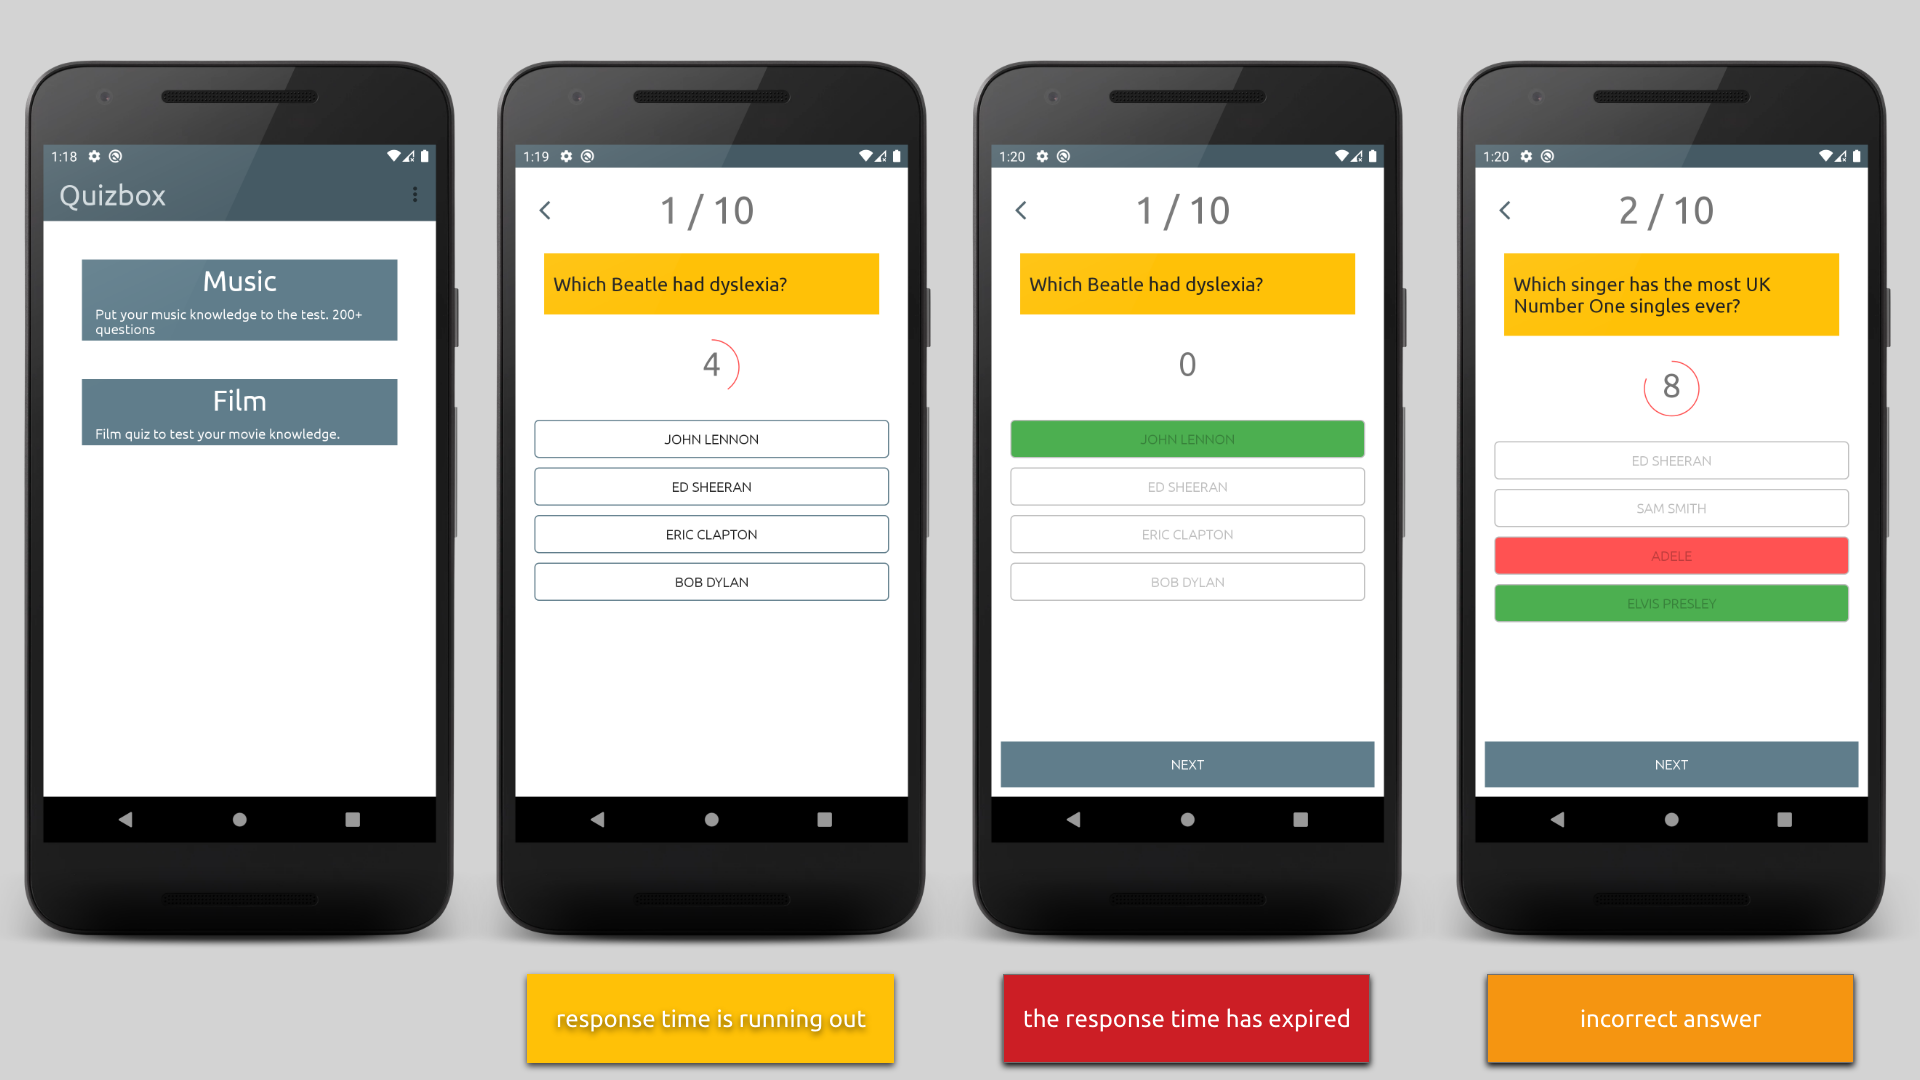 1:18
Quizbox
Music
Put your music knowledge to the test. 200+
questions
Film
Film quiz to test your movie knowledge.
1:19
1 / 10
Which Beatle had dyslexia?
4
JOHN LENNON
ED SHEERAN
ERIC CLAPTON
BOB DYLAN
response time is running out
1:20
1 / 10
Which Beatle had dyslexia?
0
JOHN LENNON
ED SHEERAN
ERIC CLAPTON
BOB DYLAN
NEXT
the response time has expired
1:20
2 / 10
Which singer has the most UK
Number One singles ever?
8
ED SHEERAN
SAM SMITH
ADELE
ELVIS PRESLEY
NEXT
incorrect answer